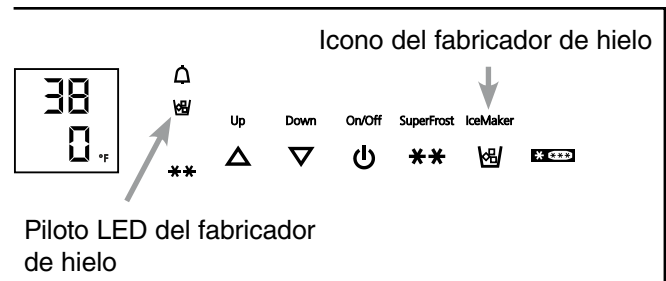 Icono del fabricador de hielo
38
0 °F
Up Down On/Off SuperFrost IceMaker
Piloto LED del fabricador
de hielo